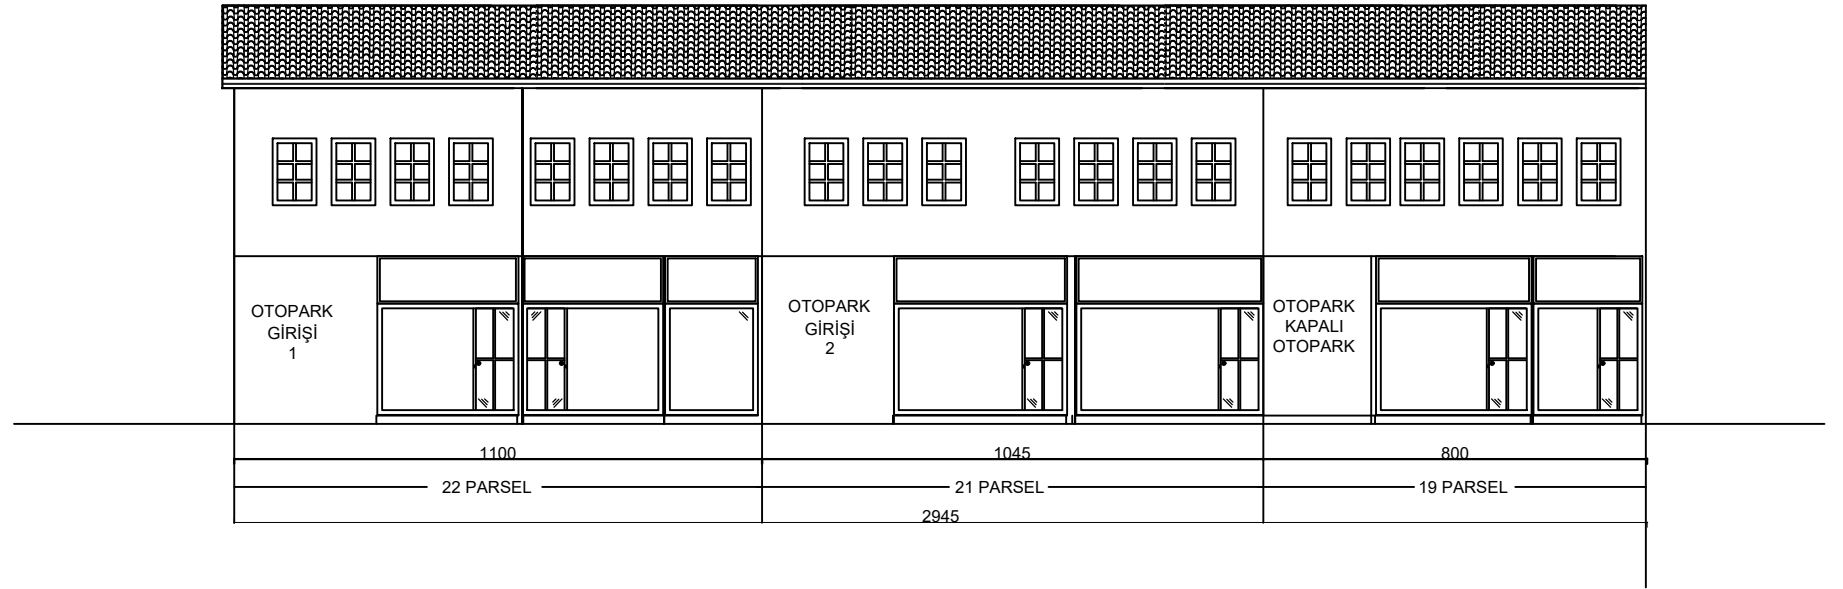 OTOPARK
GİRİŞİ
1
OTOPARK
GİRİŞİ
2
OTOPARK
KAPALI
OTOPARK
1100
1045
800
22 PARSEL
21 PARSEL
19 PARSEL
2945